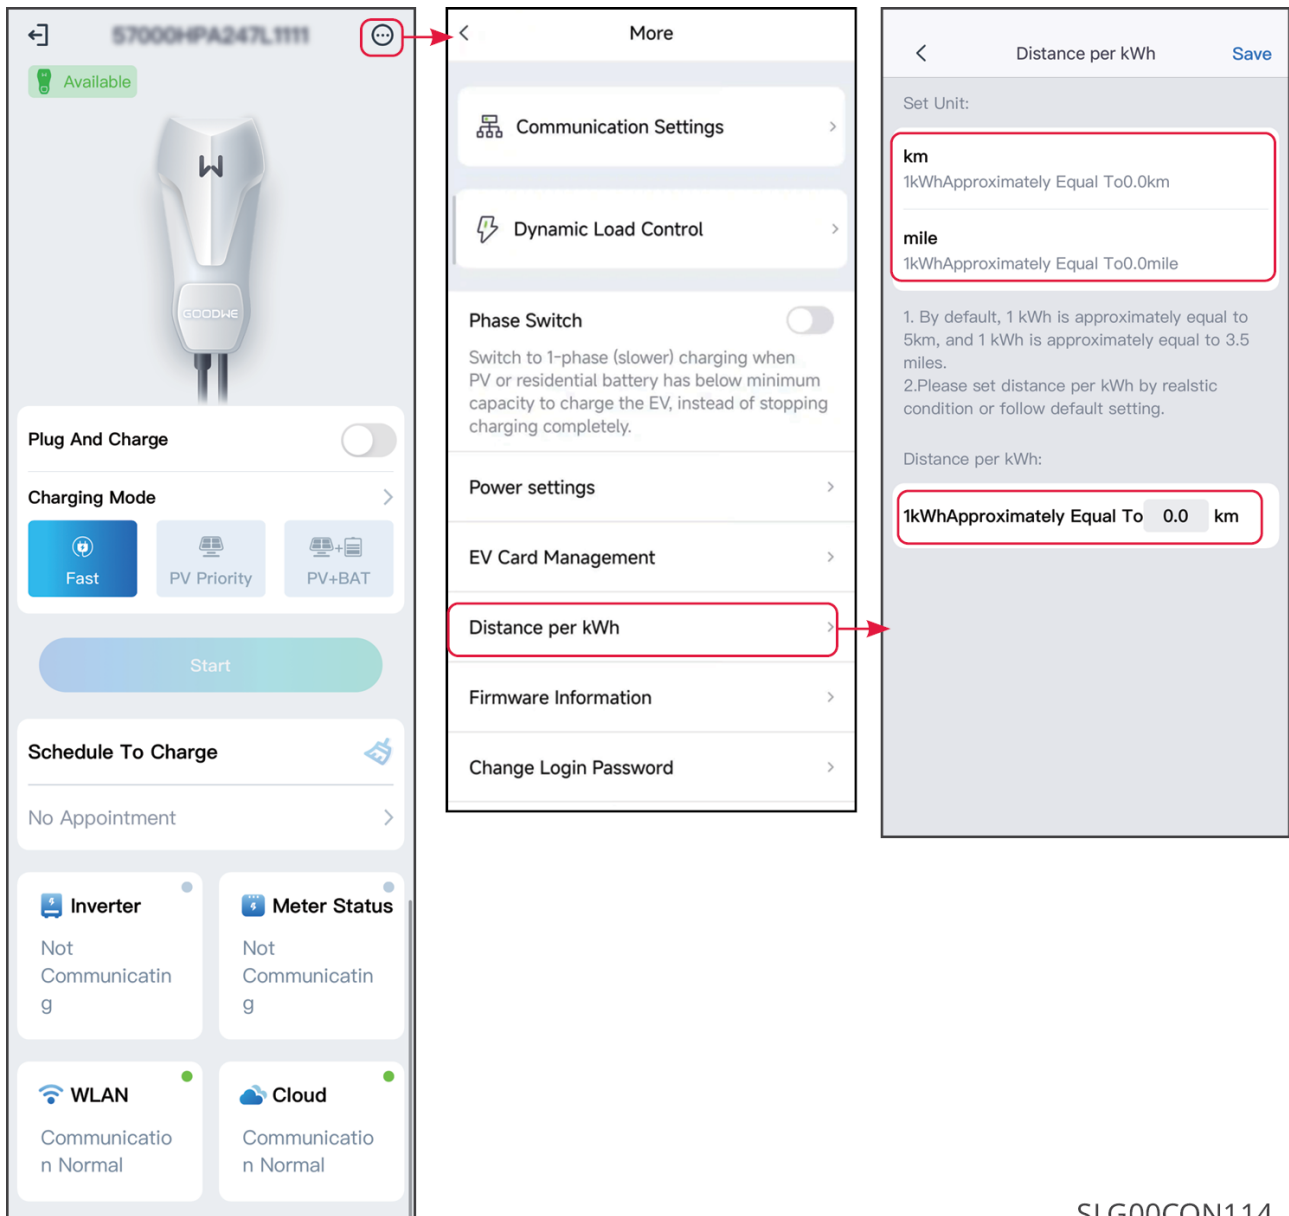 Available
GOODWE
Plug And Charge
Charging Mode
Fast
PV Priority
PV+BAT
Start
Schedule To Charge
No Appointment
Inverter
Not
Communicatin
g
Meter Status
Not
Communicatin
g
WLAN
Communicatio
n Normal
Cloud
Communicatio
n Normal
More
Communication Settings
Dynamic Load Control
Phase Switch
Switch to 1-phase (slower) charging when
PV or residential battery has below minimum
capacity to charge the EV, instead of stopping
charging completely.
Power settings
EV Card Management
Distance per kWh
Firmware Information
Change Login Password
Distance per kWh
Save
Set Unit:
km
1kWhApproximately Equal To0.0km
mile
1kWhApproximately Equal To0.0mile
1. By default, 1 kWh is approximately equal to
5km, and 1 kWh is approximately equal to 3.5
miles.
2.Please set distance per kWh by realstic
condition or follow default setting.
Distance per kWh:
1kWhApproximately Equal To 0.0 km
SLG00CON114